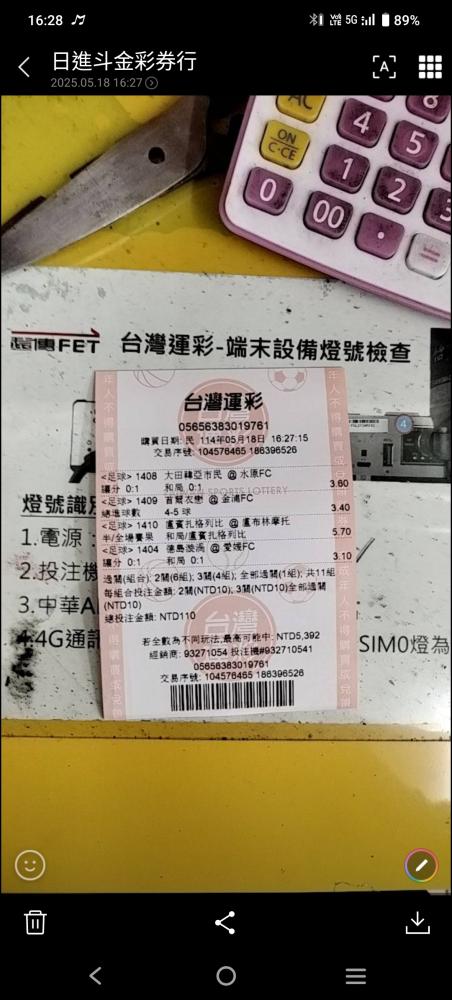 16:28
5G
89%
日進斗金彩券行
2025.05.18 16:27
A
AC
8
ON
C·CE
4
5
1
2
3
0
00
遠傳FET 台灣運彩-端末設備燈號檢查
4
台灣運彩
05656383019761
購買日期: 民 114年05月18日 16:27:15
交易序號: 104576465 186396526
<足球> 1408 大田韓亞市民 @ 水原FC
讓分 0:1 和局 0:1 3.60
SPORTS LOTTERY
<足球> 1409 首爾衣戀 @ 金浦FC
總進球數 4-5 球 3.40
<足球> 1410 盧賓扎格列比 @ 盧布林摩托
半/全場賽果 和局/盧賓扎格列比 5.70
<足球> 1404 德島漩渦 @ 愛媛FC
讓分 0:1 和局 0:1 3.10
過關(組合): 2關(6組); 3關(4組); 全部過關(1組); 共11組
每組合投注金額: 2關(NTD10); 3關(NTD10)全部過關
(NTD10)
總投注金額: NTD110
若全數為不同玩法,最高可能中: NTD5,392
經銷商: 93271054 投注機#932710541
05656383019761
交易序號: 104576465 186396526
燈號識別
1.電源
2.投注機
3.中華A
4.4G通訊
SIM0燈為